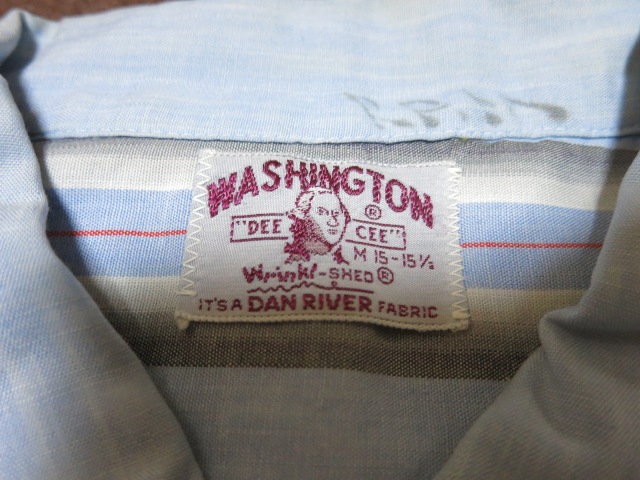 WASHINGTON ®
"DEE CEE"
M 15-15½
Wrinkl-SHED®
IT'S A DAN RIVER FABRIC